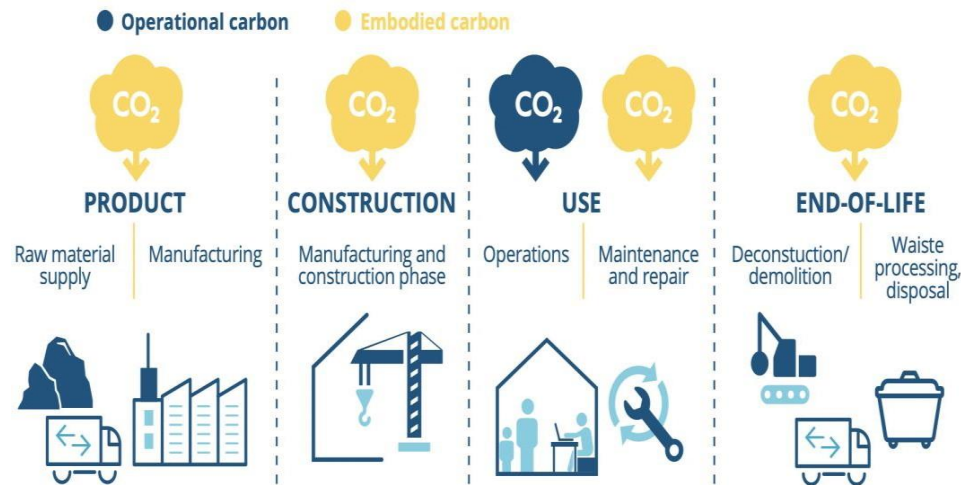 Operational carbon
Embodied carbon
CO₂
CO₂
CO₂
CO₂
CO₂
PRODUCT
CONSTRUCTION
USE
END-OF-LIFE
Raw material
supply
Manufacturing
Manufacturing and
construction phase
Operations
Maintenance
and repair
Deconstuction/
demolition
Waiste
processing,
disposal